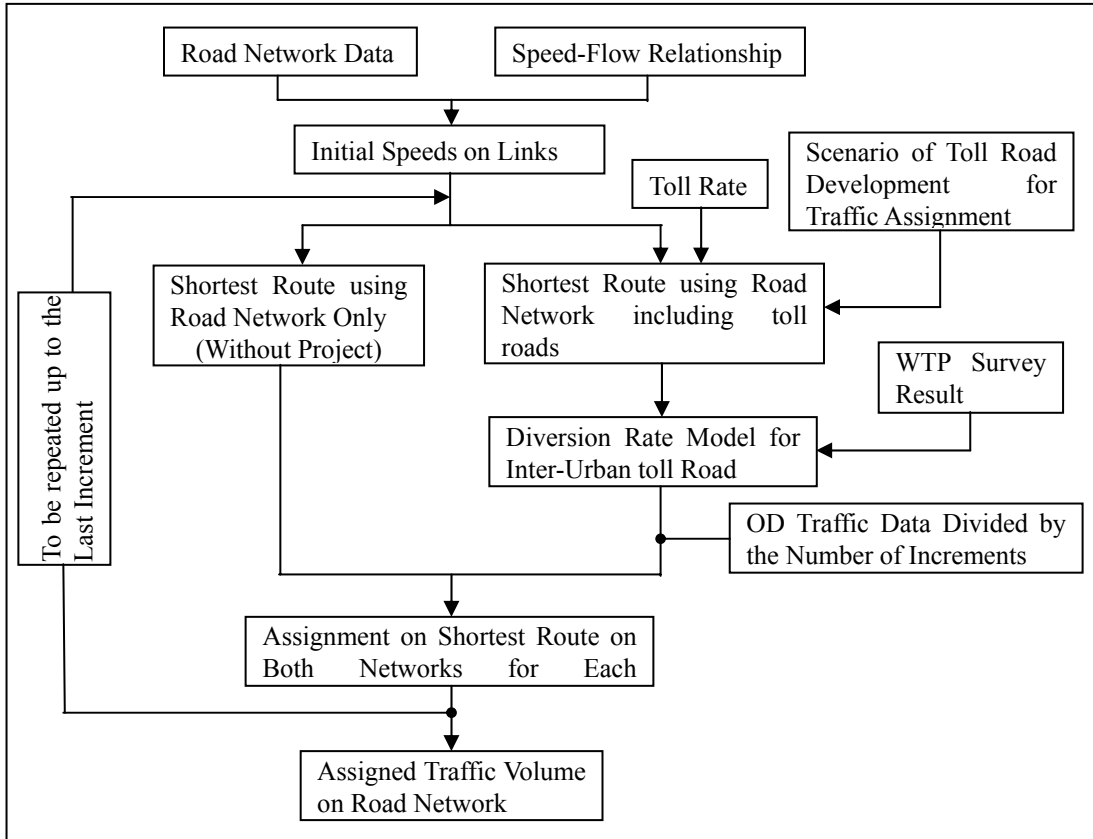 Road Network Data
Speed-Flow Relationship
Initial Speeds on Links
Toll Rate
Scenario of Toll Road
Development for
Traffic Assignment
Shortest Route using
Road Network Only
(Without Project)
Shortest Route using Road
Network including toll
roads
To be repeated up to the
Last Increment
WTP Survey
Result
Diversion Rate Model for
Inter-Urban toll Road
OD Traffic Data Divided by
the Number of Increments
Assignment on Shortest Route on
Both Networks for Each
Assigned Traffic Volume
on Road Network